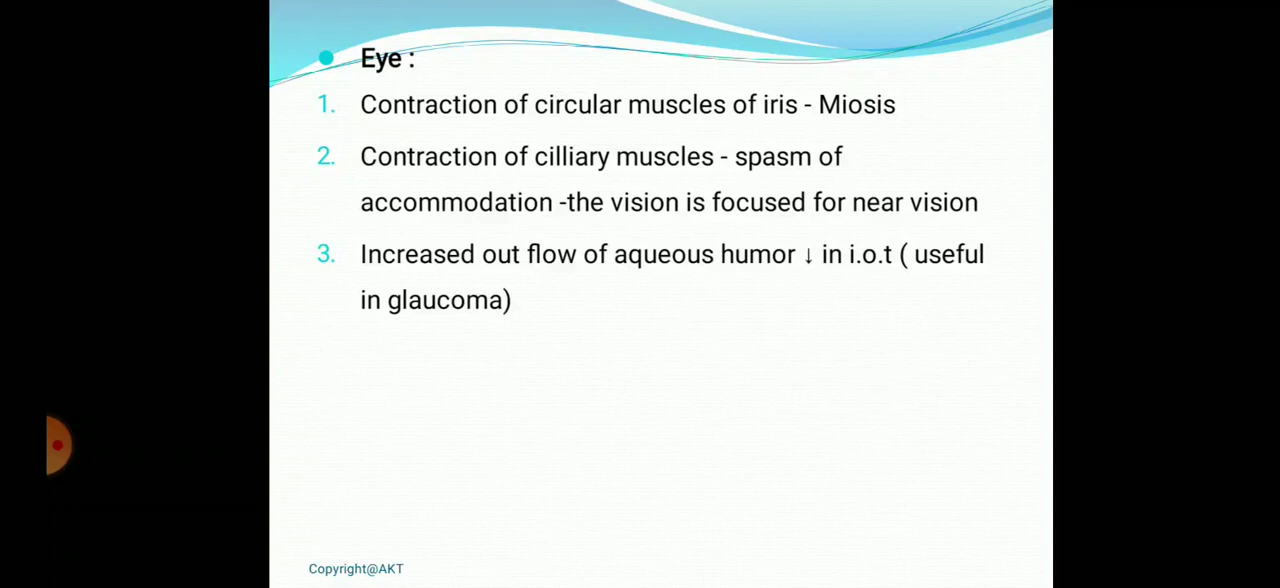 Eye :
1. Contraction of circular muscles of iris - Miosis
2. Contraction of cilliary muscles - spasm of
accommodation -the vision is focused for near vision
3. Increased out flow of aqueous humor ↓ in i.o.t ( useful
in glaucoma)
Copyright@AKT